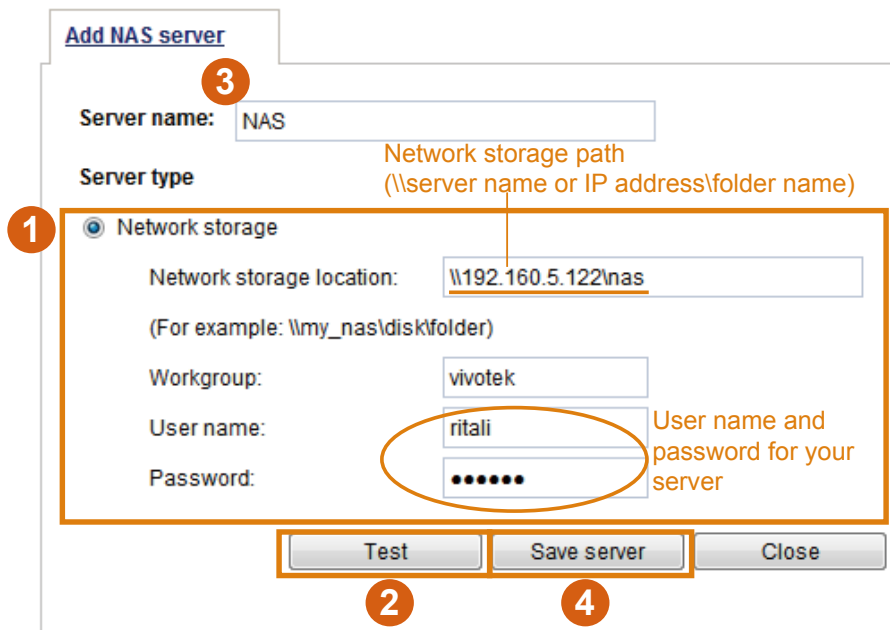 Add NAS server
3
Server name: NAS
Network storage path
Server type (\\server name or IP address\folder name)
1
Network storage
Network storage location: \\192.160.5.122\nas
(For example: \\my_nas\disk\folder)
Workgroup: vivotek
User name: ritali
User name and
password for your
server
Password: ••••••
Test Save server Close
2 4